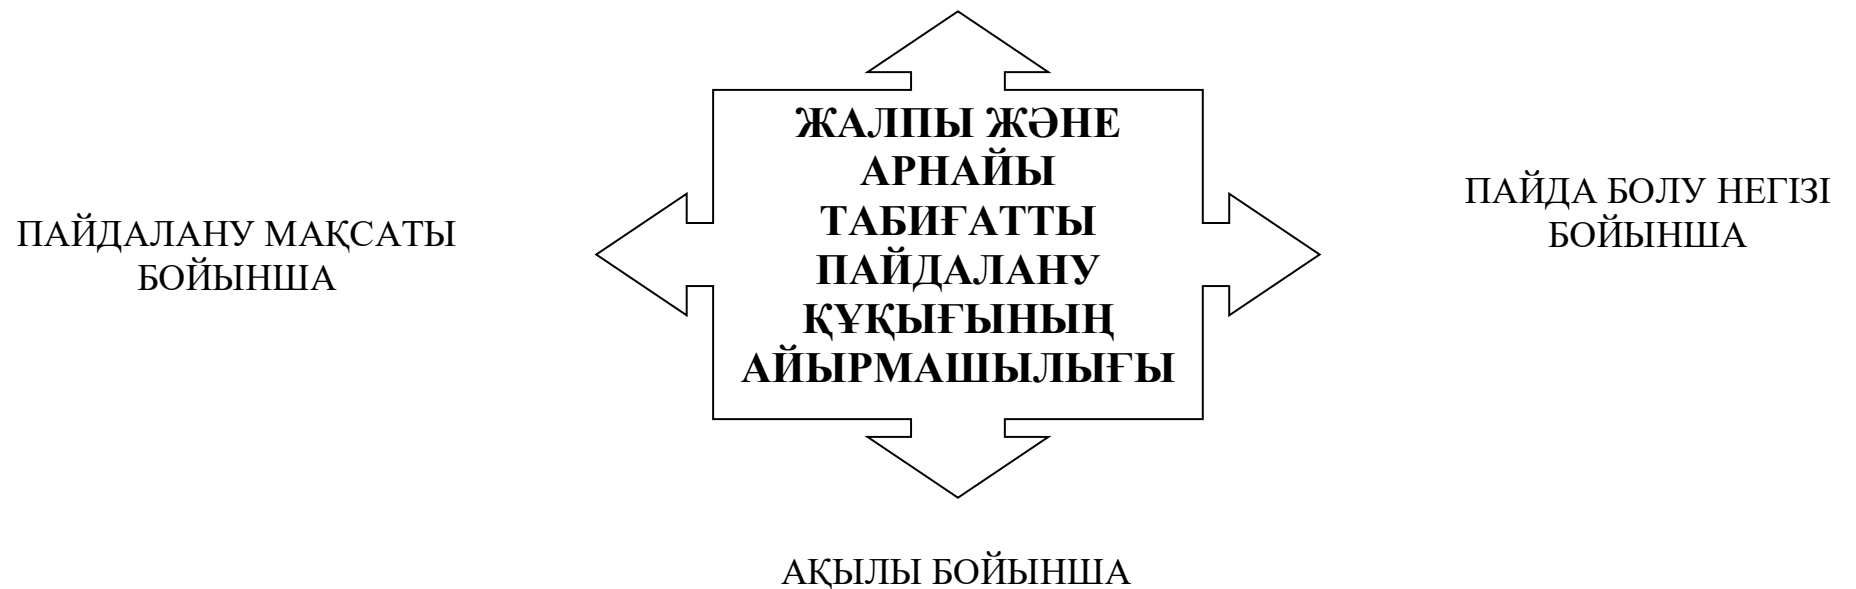 ЖАЛПЫ ЖӘНЕ
АРНАЙЫ
ТАБИҒАТТЫ
ПАЙДАЛАНУ
ҚҰҚЫҒЫНЫҢ
АЙЫРМАШЫЛЫҒЫ
ПАЙДАЛАНУ МАҚСАТЫ
БОЙЫНША
ПАЙДА БОЛУ НЕГІЗІ
БОЙЫНША
АҚЫЛЫ БОЙЫНША